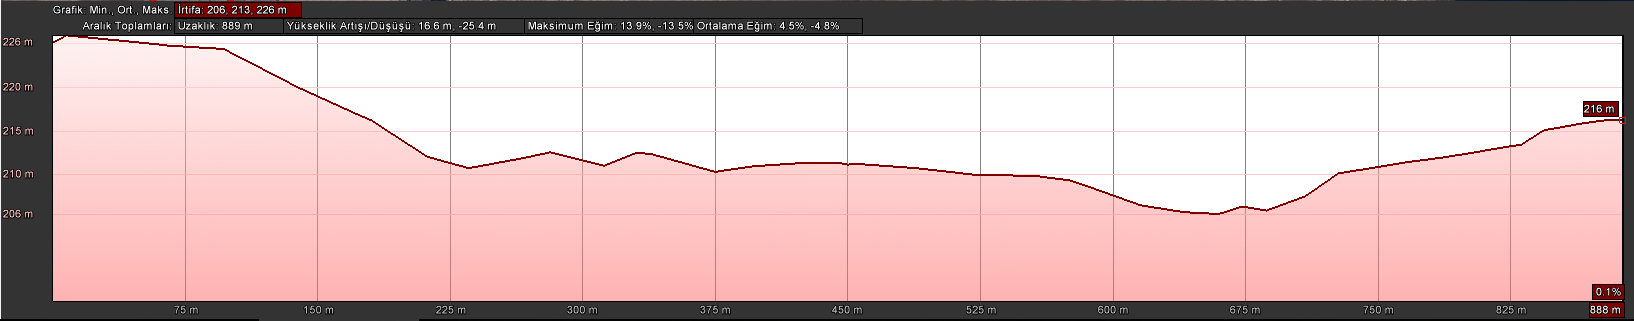 Grafik: Min., Ort., Maks. İrtifa: 206, 213, 226 m
Aralık Toplamları: Uzaklık: 889 m Yükseklik Artışı/Düşüşü: 16.6 m, -25.4 m Maksimum Eğim: 13.9%, -13.5% Ortalama Eğim: 4.5%, -4.8%
226 m
220 m
215 m
210 m
206 m
216 m
0.1%
75 m 150 m 225 m 300 m 375 m 450 m 525 m 600 m 675 m 750 m 825 m 888 m